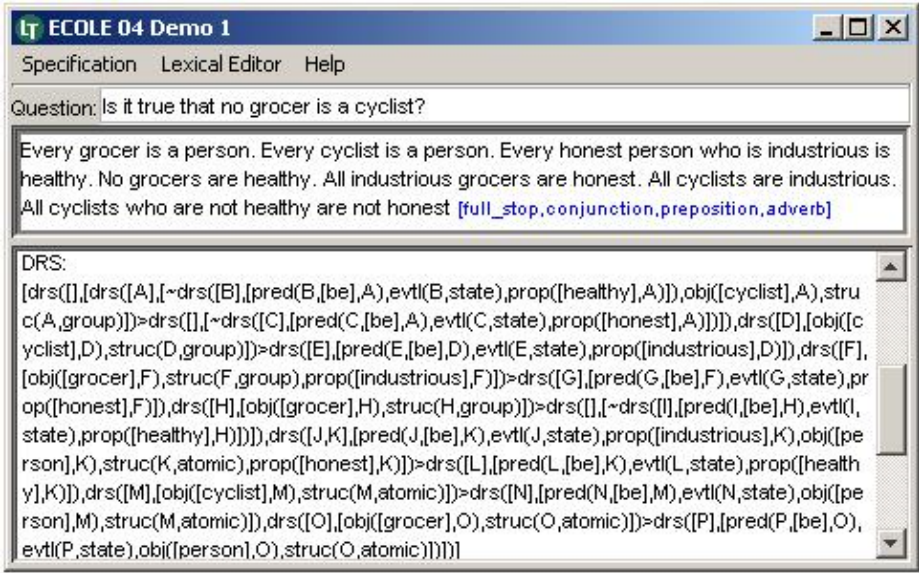 LT ECOLE 04 Demo 1
Specification Lexical Editor Help
Question: Is it true that no grocer is a cyclist?
Every grocer is a person. Every cyclist is a person. Every honest person who is industrious is
healthy. No grocers are healthy. All industrious grocers are honest. All cyclists are industrious.
All cyclists who are not healthy are not honest [full_stop,conjunction,preposition,adverb]
DRS:
[drs([],[drs([A],[~drs([B],[pred(B,[be],A),evtl(B,state),prop([healthy],A)]),obj([cyclist],A),stru
c(A,group)])>drs([],[~drs([C],[pred(C,[be],A),evtl(C,state),prop([honest],A)])]),drs([D],[obj([c
yclist],D),struc(D,group)])>drs([E],[pred(E,[be],D),evtl(E,state),prop([industrious],D)]),drs([F],
[obj([grocer],F),struc(F,group),prop([industrious],F)])>drs([G],[pred(G,[be],F),evtl(G,state),pr
op([honest],F)]),drs([H],[obj([grocer],H),struc(H,group)])>drs([],[~drs([I],[pred(I,[be],H),evtl(I,
state),prop([healthy],H)])]),drs([J,K],[pred(J,[be],K),evtl(J,state),prop([industrious],K),obj([pe
rson],K),struc(K,atomic),prop([honest],K)])>drs([L],[pred(L,[be],K),evtl(L,state),prop([health
y],K)]),drs([M],[obj([cyclist],M),struc(M,atomic)])>drs([N],[pred(N,[be],M),evtl(N,state),obj([pe
rson],M),struc(M,atomic)]),drs([O],[obj([grocer],O),struc(O,atomic)])>drs([P],[pred(P,[be],O),
evtl(P,state),obj([person],O),struc(O,atomic)])])]